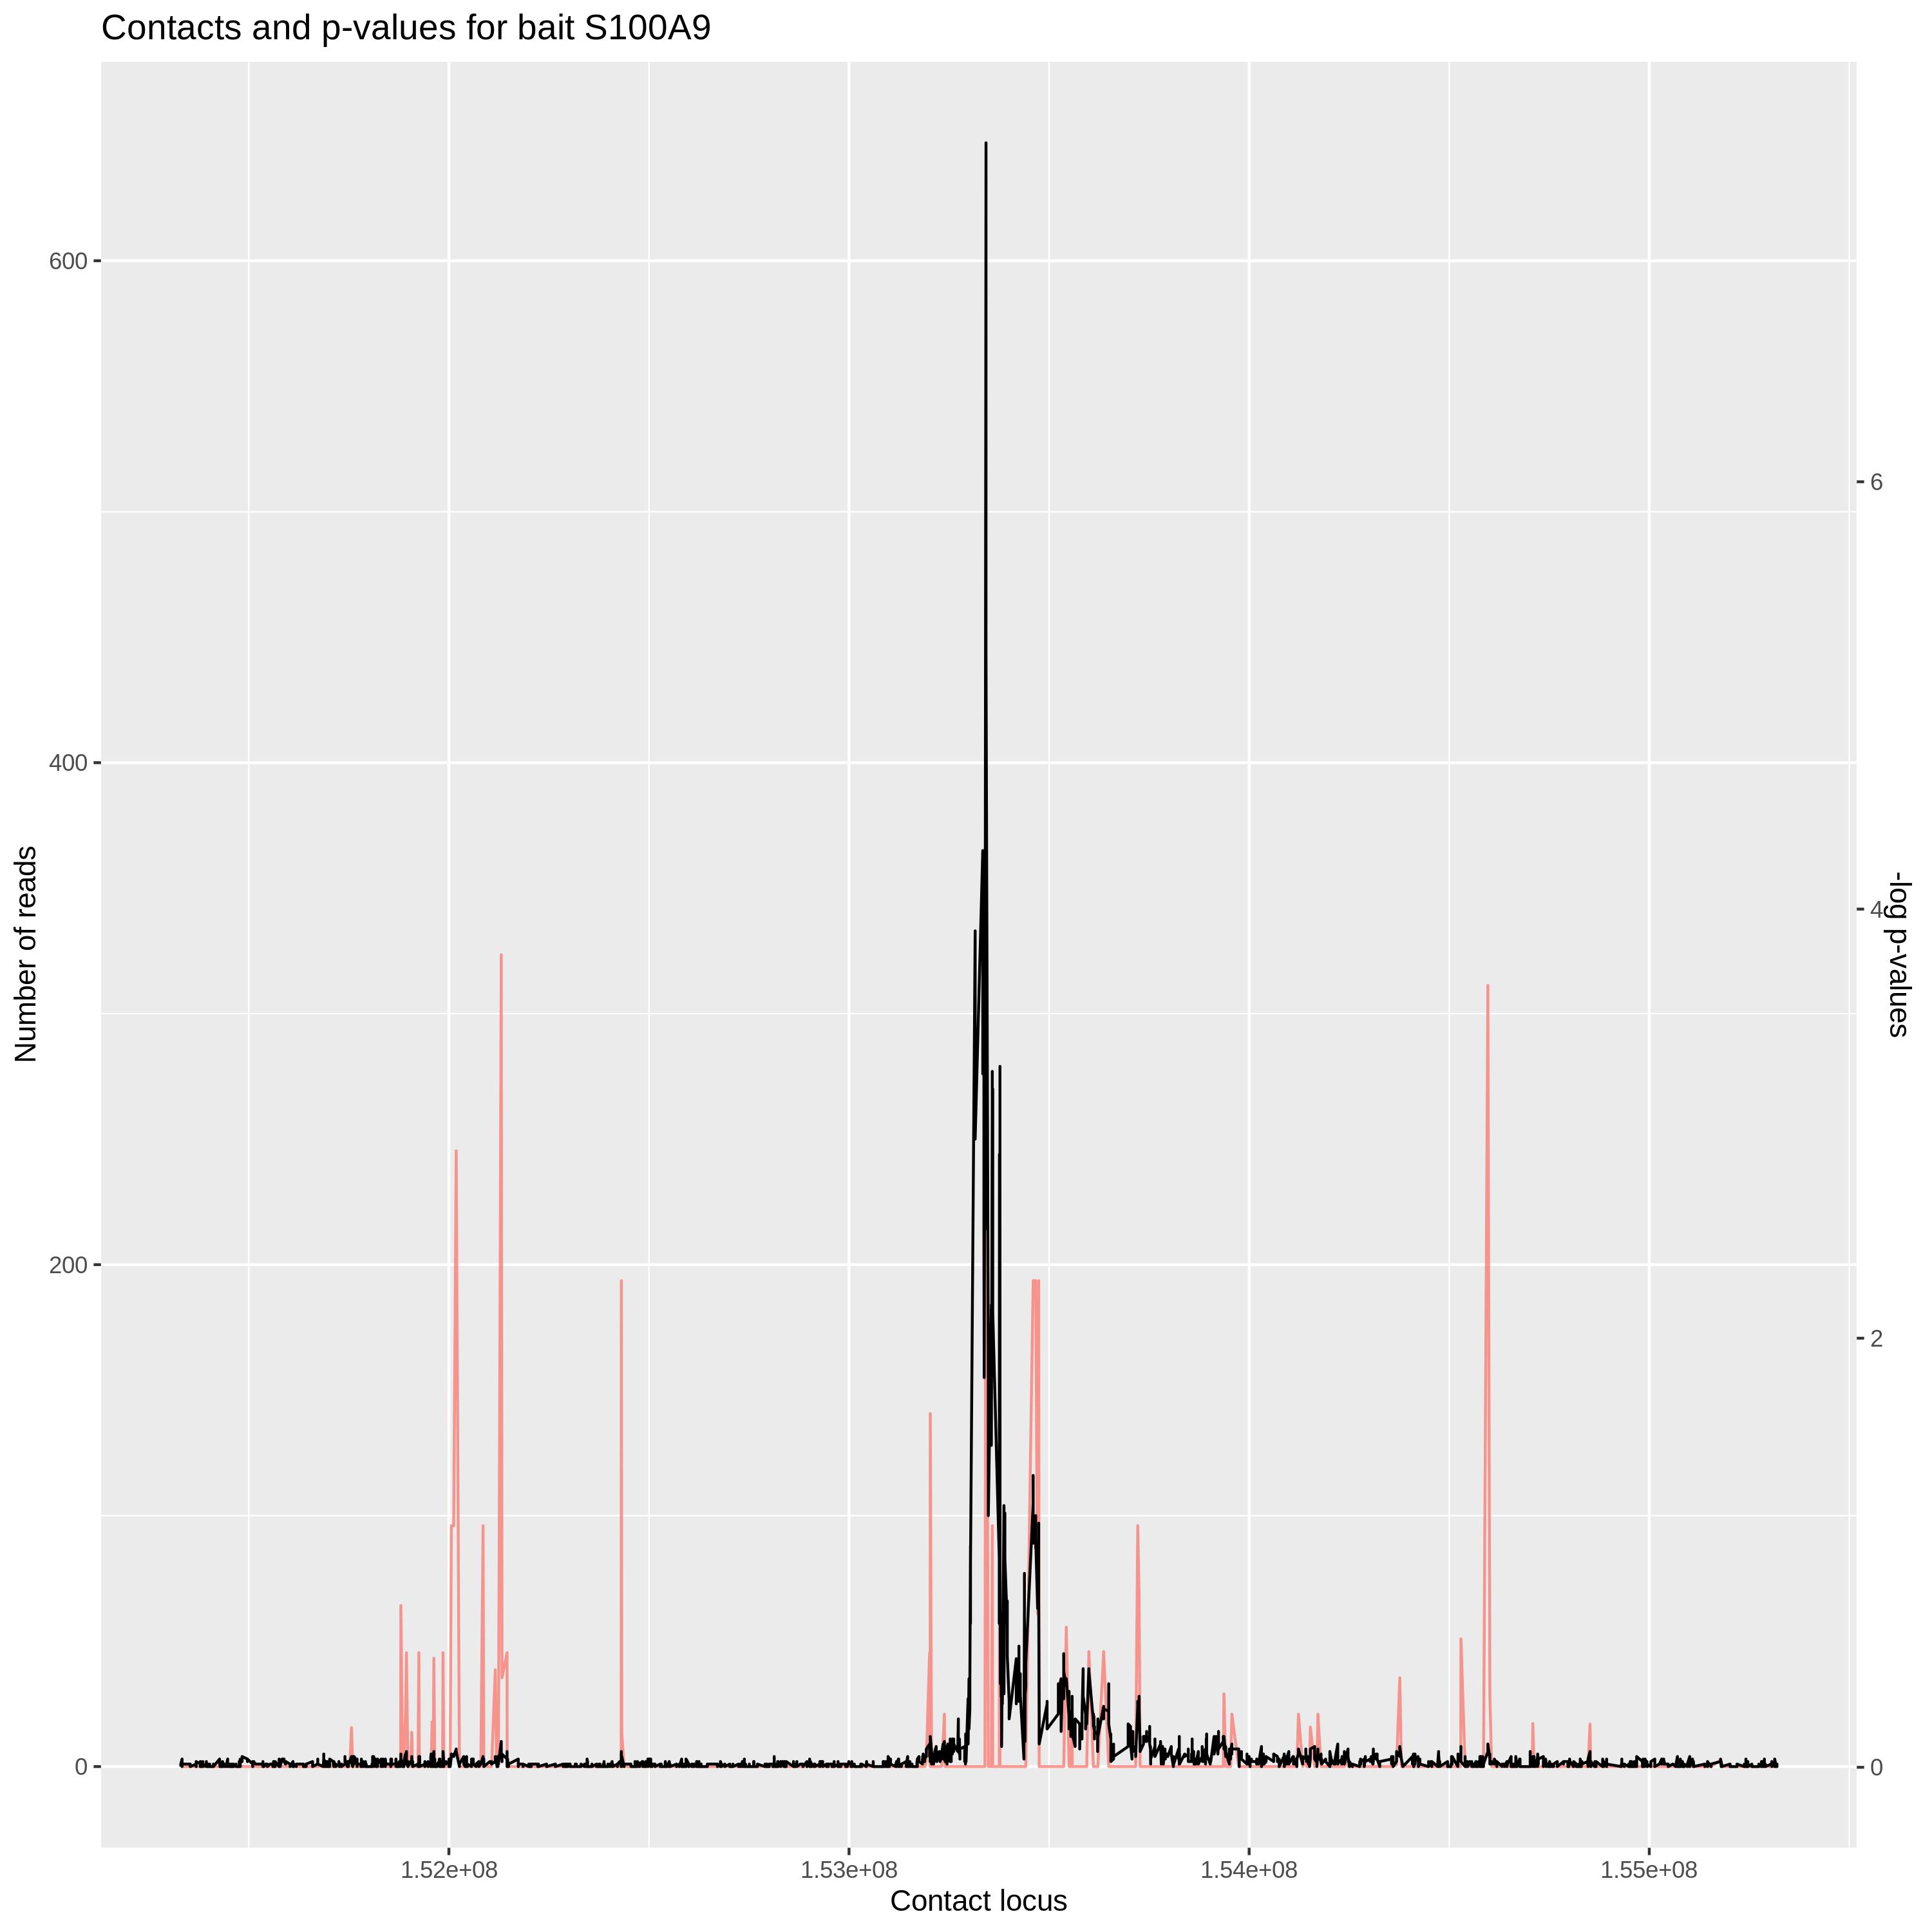 Contacts and p-values for bait S100A9
Number of reads
600
400
200
0
6
4
2
0
-log p-values
1.52e+08
1.53e+08
1.54e+08
1.55e+08
Contact locus